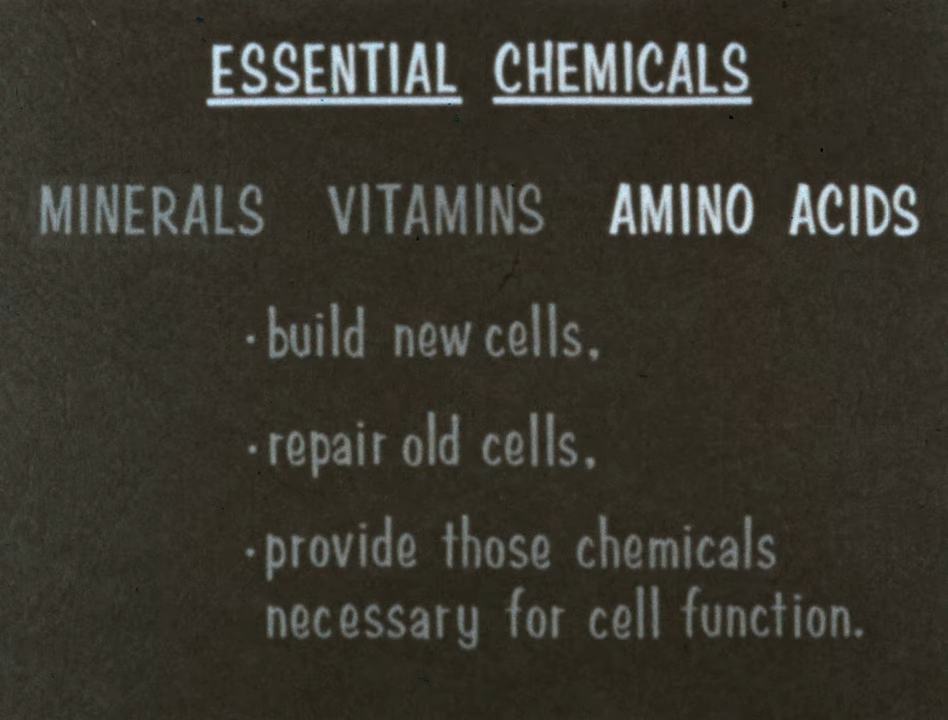 ESSENTIAL CHEMICALS
MINERALS VITAMINS AMINO ACIDS
·build new cells,
·repair old cells,
·provide those chemicals
necessary for cell function.